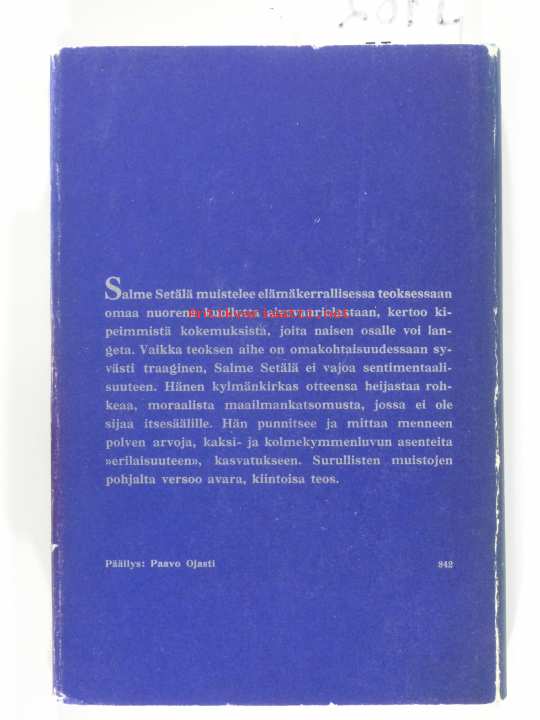 Salme Setälä muistelee elämäkerrallisessa teoksessaan
omaa nuorena kuollutta
kertoo ki-
peimmistä kokemuksista, joita naisen osalle voi lan-
geta. Vaikka teoksen aihe on omakohtaisuudessaan sy-
västi traaginen, Salme Setälä ei vajoa sentimentaali-
suuteen. Hänen kylmänkirkas otteensa heijastaa roh-
keaa, moraalista maailmankatsomusta, jossa ei ole
sijaa itsesäälille. Hän punnitsee ja mittaa menneen
polven arvoja, kaksi- ja kolmekymmenluvun asenteita
»erilaisuuteen», kasvatukseen. Surullisten muistojen
pohjalta versoo avara, kiintoisa teos.
Päällys: Paavo Ojasti
842